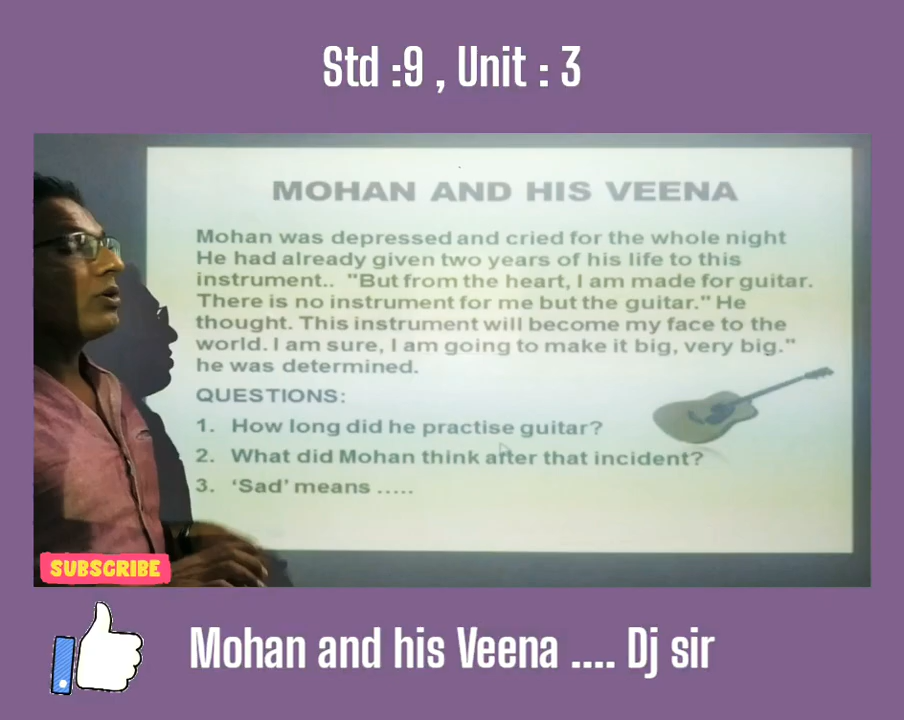 Std :9 , Unit : 3
MOHAN AND HIS VEENA
Mohan was depressed and cried for the whole night
He had already given two years of his life to this
instrument.. "But from the heart, I am made for guitar.
There is no instrument for me but the guitar." He
thought. This instrument will become my face to the
world. I am sure, I am going to make it big, very big."
he was determined.
QUESTIONS:
1. How long did he practise guitar?
2. What did Mohan think after that incident?
3. ‘Sad’ means .....
SUBSCRIBE
Mohan and his Veena .... Dj sir